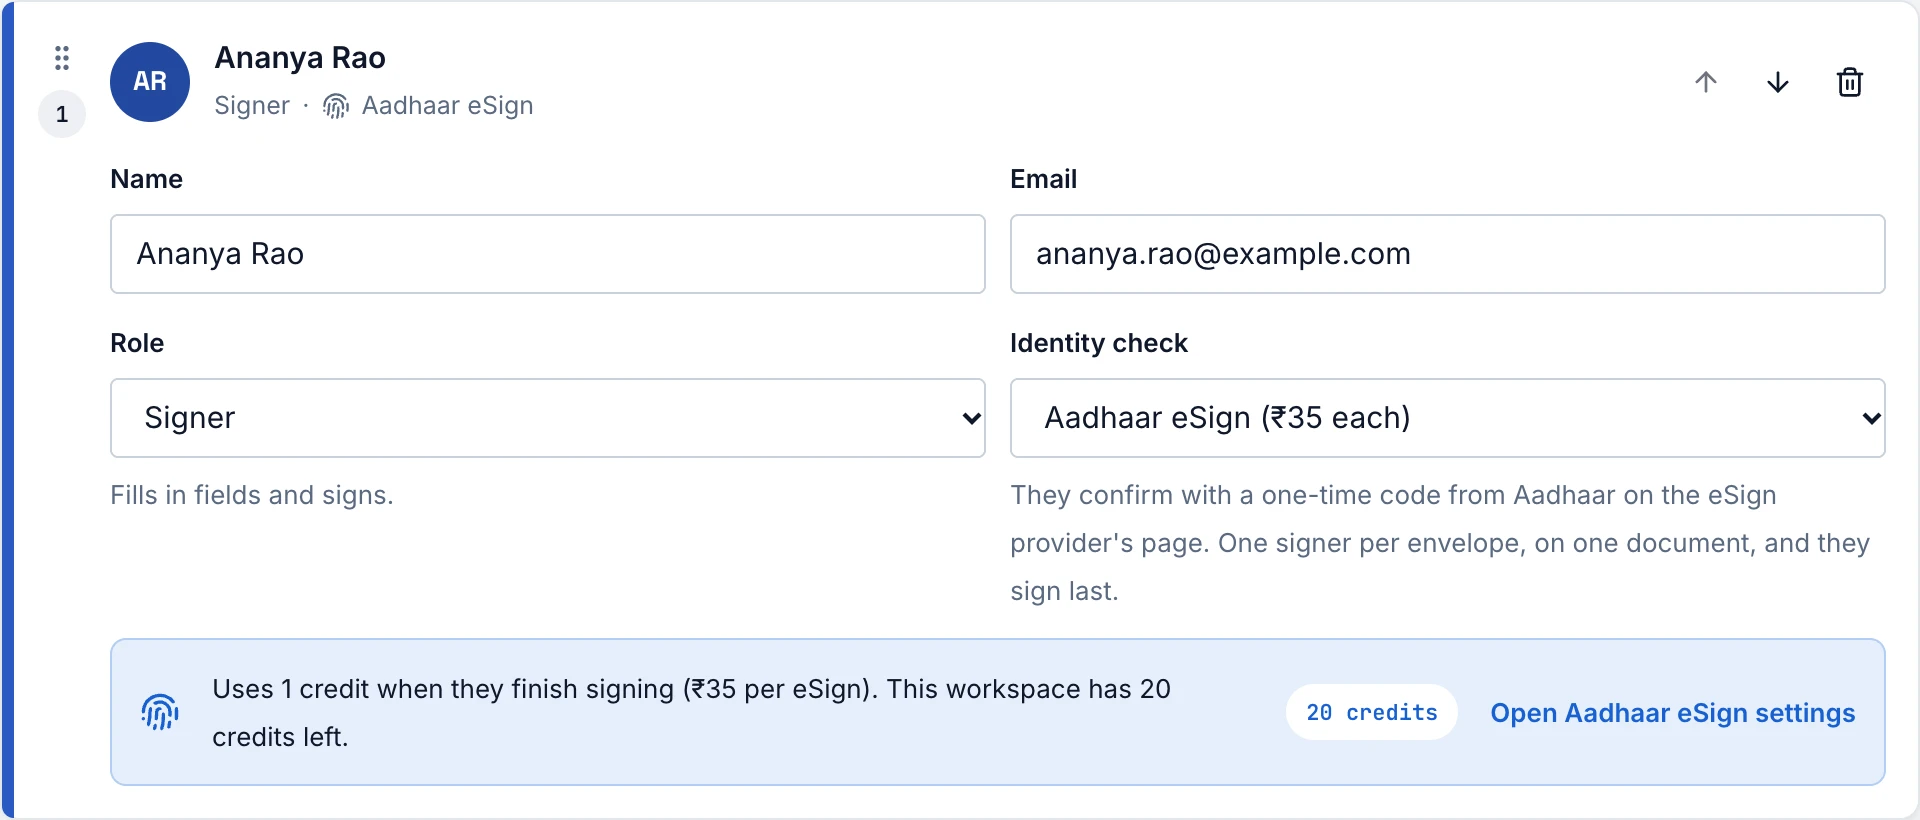 AR
Ananya Rao
Signer · Aadhaar eSign
1
Name
Ananya Rao
Email
ananya.rao@example.com
Role
Signer
Fills in fields and signs.
Identity check
Aadhaar eSign (₹35 each)
They confirm with a one-time code from Aadhaar on the eSign
provider's page. One signer per envelope, on one document, and they
sign last.
Uses 1 credit when they finish signing (₹35 per eSign). This workspace has 20
credits left.
20 credits
Open Aadhaar eSign settings